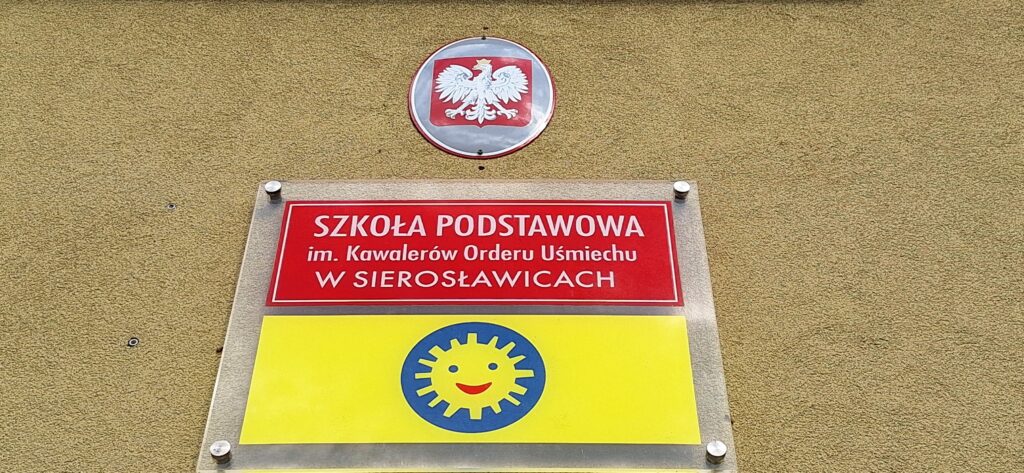 SZKOŁA PODSTAWOWA
im. Kawalerów Orderu Uśmiechu
W SIEROSŁAWICACH